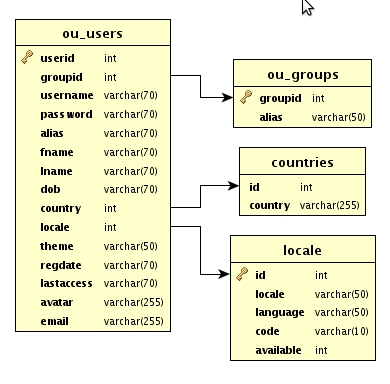 ou_users
userid int
groupid int
username varchar(70)
password varchar(70)
alias varchar(70)
fname varchar(70)
lname varchar(70)
dob varchar(70)
country int
locale int
theme varchar(50)
regdate varchar(70)
lastaccess varchar(70)
avatar varchar(255)
email varchar(255)
ou_groups
groupid int
alias varchar(50)
countries
id int
country varchar(255)
locale
id int
locale varchar(50)
language varchar(50)
code varchar(10)
available int